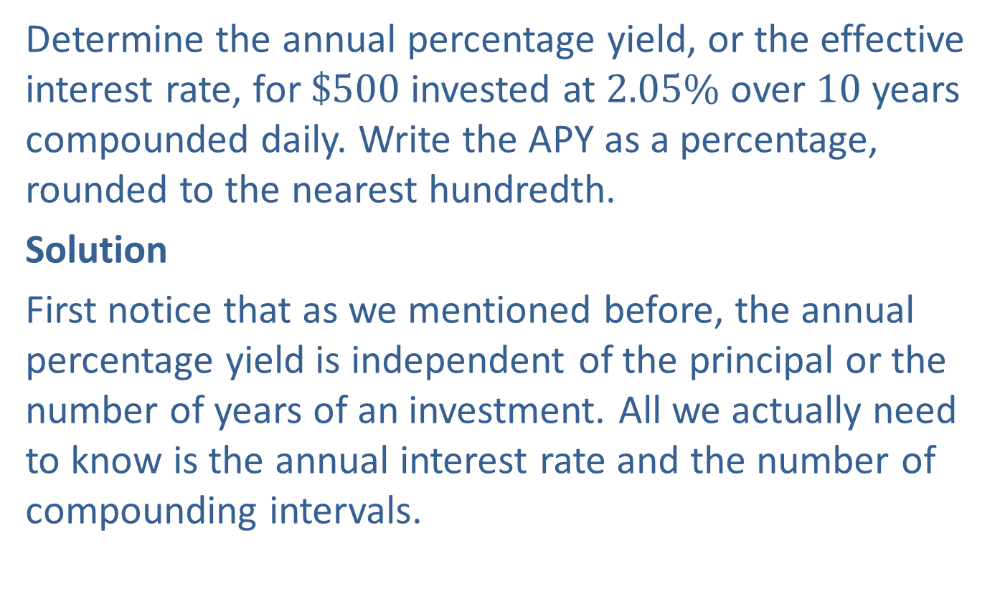 Determine the annual percentage yield, or the effective
interest rate, for $500 invested at 2.05% over 10 years
compounded daily. Write the APY as a percentage,
rounded to the nearest hundredth.
Solution
First notice that as we mentioned before, the annual
percentage yield is independent of the principal or the
number of years of an investment. All we actually need
to know is the annual interest rate and the number of
compounding intervals.